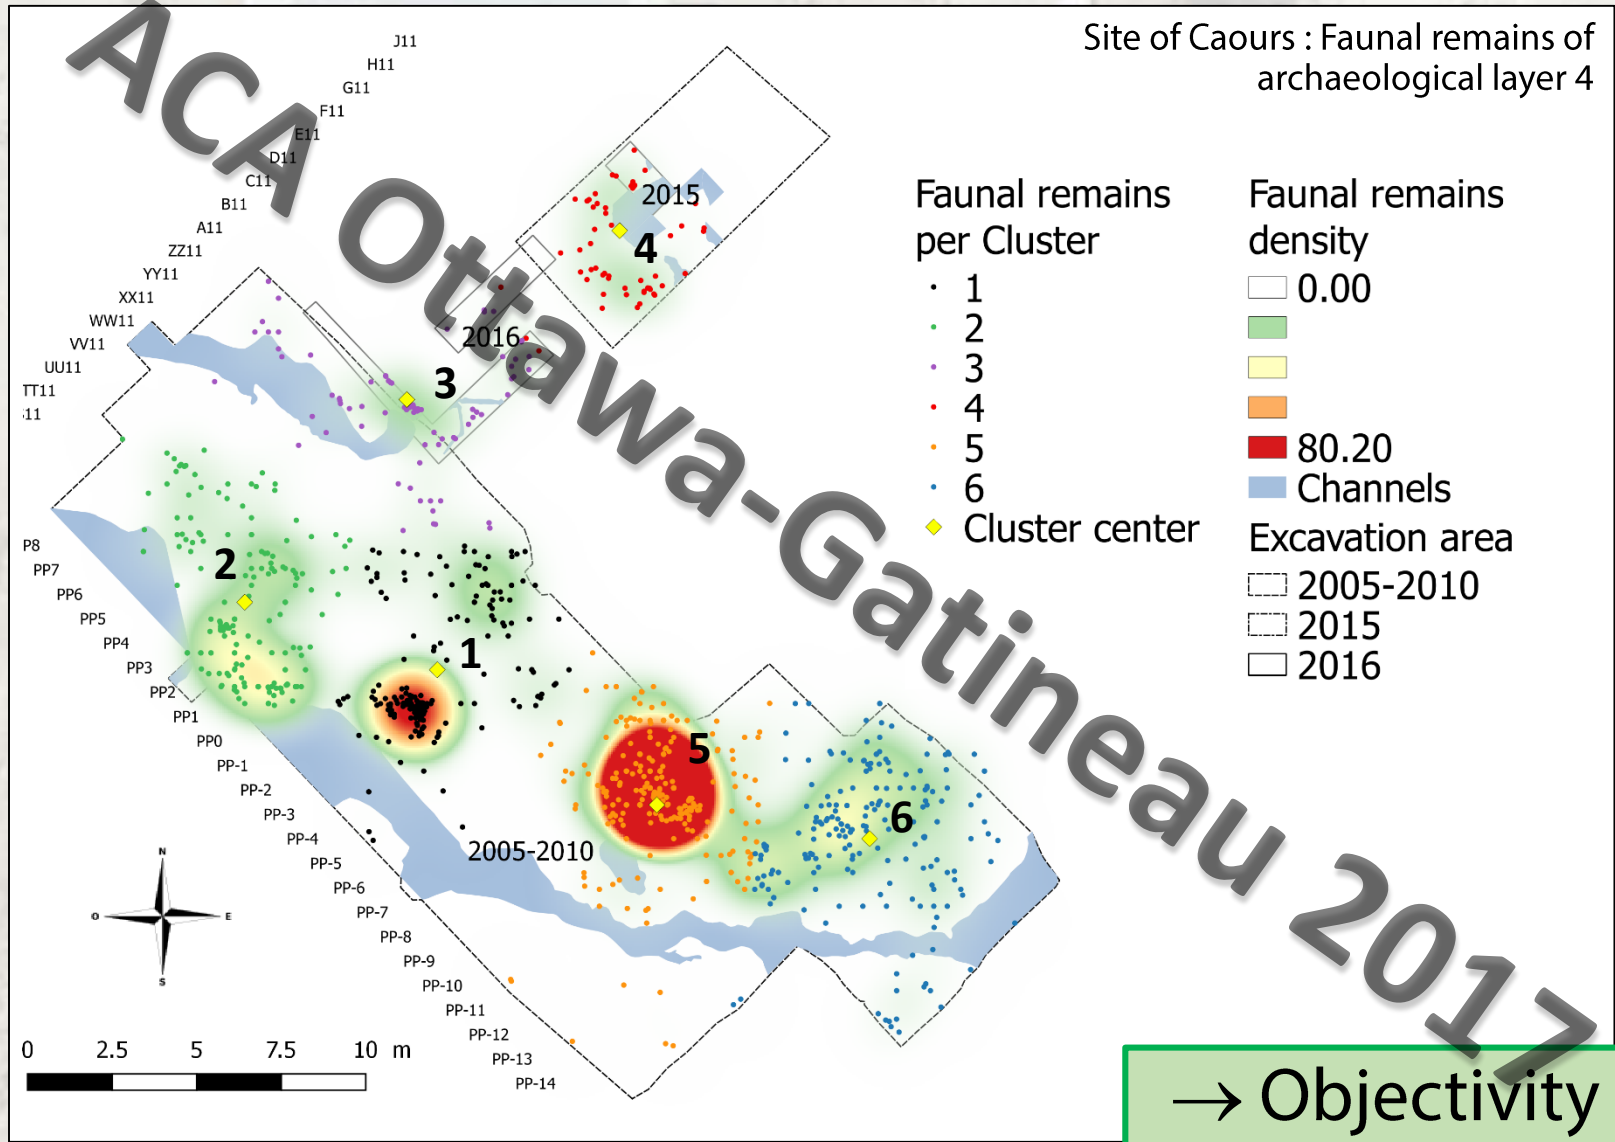 Site of Caours : Faunal remains of
archaeological layer 4
ACA Ottawa-Gatineau 2017
J11
H11
G11
F11
E11
D11
C11
B11
A11
ZZ11
YY11
XX11
WW11
VV11
UU11
TT11
11
P8
PP7
PP6
PP5
PP4
PP3
PP2
PP1
PP0
PP-1
PP-2
PP-3
PP-4
PP-5
PP-6
PP-7
PP-8
PP-9
PP-10
PP-11
PP-12
PP-13
PP-14
2015
4
2016
3
2
1
5
6
2005-2010
Faunal remains
per Cluster
1
2
3
4
5
6
Cluster center
Faunal remains
density
0.00
80.20
Channels
Excavation area
2005-2010
2015
2016
N
O
E
S
0 2.5 5 7.5 10 m
→ Objectivity